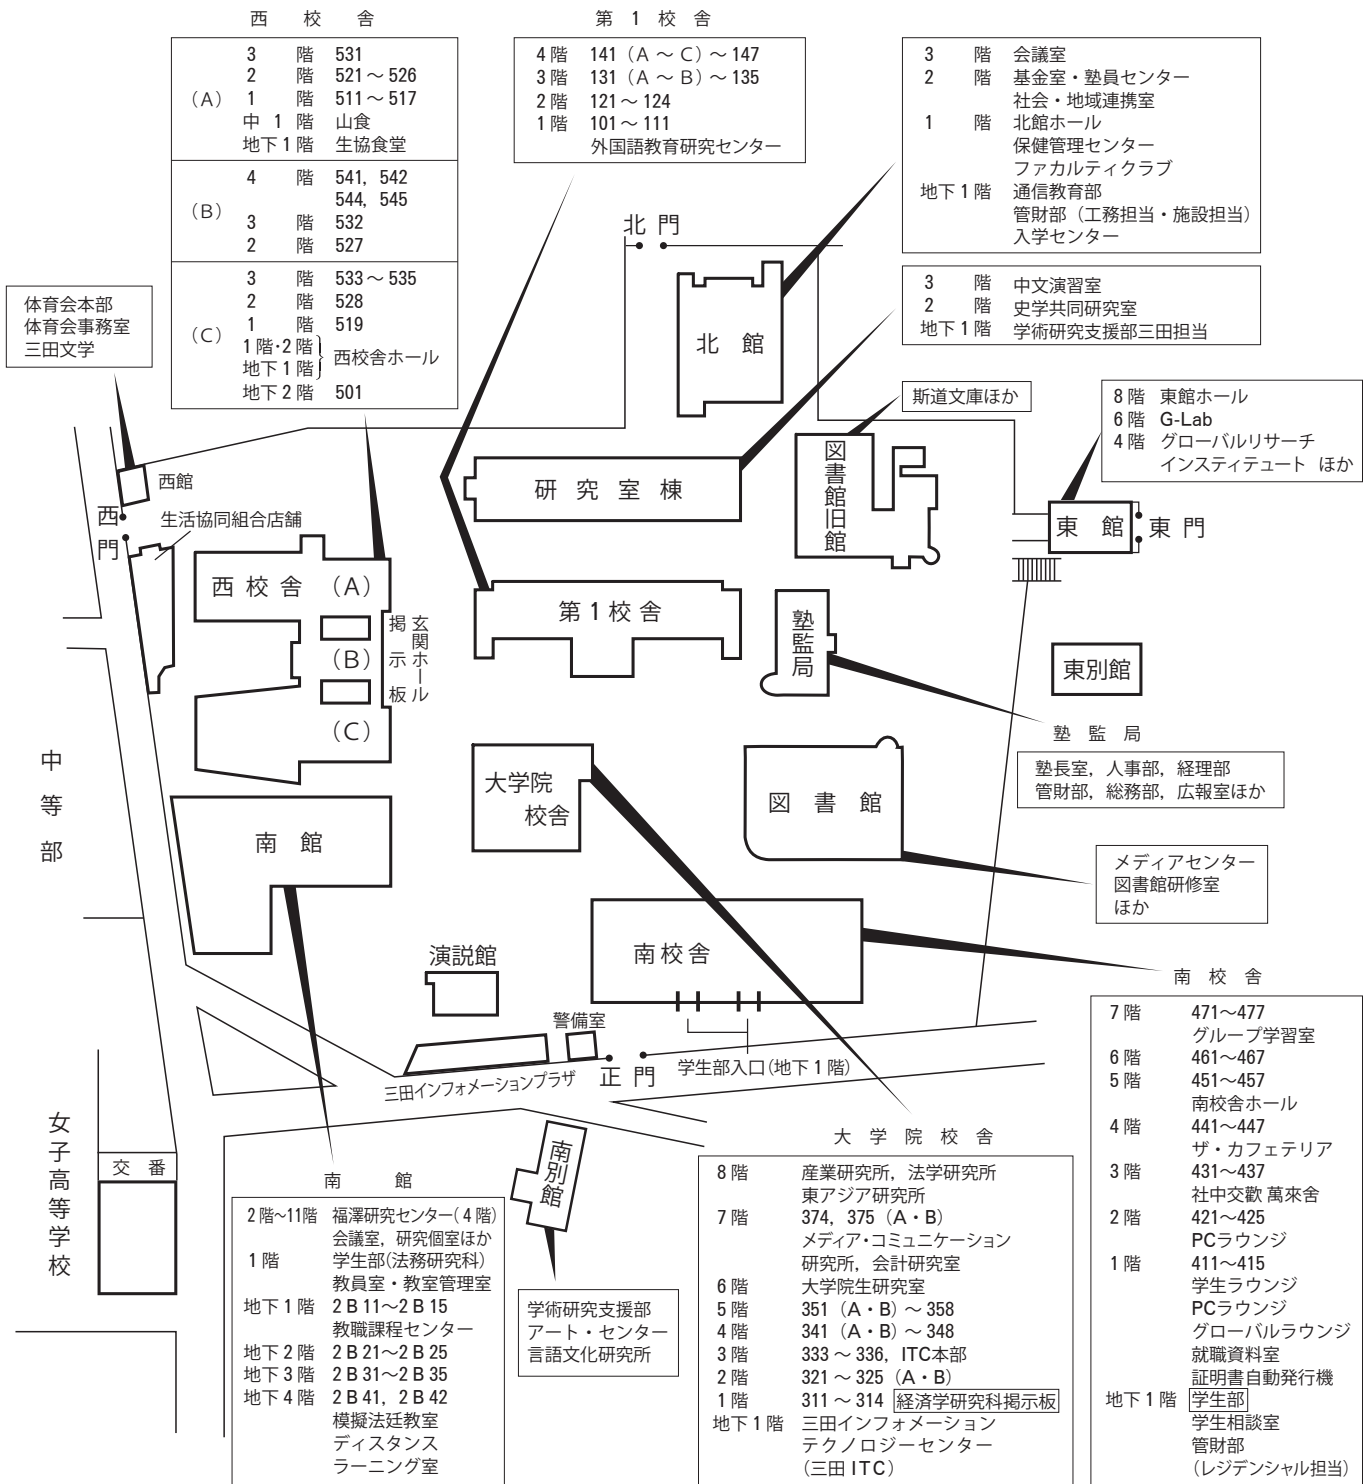 西校舎
(A)
3階 531
2階 521～526
1階 511～517
中1階 山食
地下1階 生協食堂
(B)
4階 541, 542
544, 545
3階 532
2階 527
(C)
3階 533～535
2階 528
1階 519
1階・2階
地下1階
西校舎ホール
地下2階 501
第1校舎
4階 141 (A～C)～147
3階 131 (A～B)～135
2階 121～124
1階 101～111
外国語教育研究センター
3階 会議室
2階 基金室・塾員センター
社会・地域連携室
1階 北館ホール
保健管理センター
ファカルティクラブ
地下1階 通信教育部
管財部（工務担当・施設担当）
入学センター
3階 中文演習室
2階 史学共同研究室
地下1階 学術研究支援部三田担当
体育会本部
体育会事務室
三田文学
北門
北館
斯道文庫ほか
8階 東館ホール
6階 G-Lab
4階 グローバルリサーチ
インスティテュート ほか
西館
西門
生活協同組合店舗
研究室棟
図書館旧館
東館
東門
西校舎 (A)
(B)
(C)
掲示板
玄関ホール
第1校舎
塾監局
東別館
塾監局
塾長室，人事部，経理部
管財部，総務部，広報室ほか
中等部
大学院
校舎
図書館
南館
メディアセンター
図書館研修室
ほか
演説館
南校舎
警備室
三田インフォメーションプラザ
正門
学生部入口(地下1階)
女子高等学校
交番
南別館
南校舎
7階 471～477
グループ学習室
6階 461～467
5階 451～457
南校舎ホール
4階 441～447
ザ・カフェテリア
3階 431～437
社中交歡 萬來舍
2階 421～425
PCラウンジ
1階 411～415
学生ラウンジ
PCラウンジ
グローバルラウンジ
就職資料室
証明書自動発行機
地下1階 学生部
学生相談室
管財部
(レジデンシャル担当)
大学院校舎
8階 産業研究所，法学研究所
東アジア研究所
7階 374, 375 (A・B)
メディア・コミュニケーション
研究所，会計研究室
6階 大学院生研究室
5階 351 (A・B)～358
4階 341 (A・B)～348
3階 333～336, ITC本部
2階 321～325 (A・B)
1階 311～314 経済学研究科掲示板
地下1階 三田インフォメーション
テクノロジーセンター
(三田 ITC)
南館
2階～11階 福澤研究センター(4階)
会議室，研究個室ほか
1階 学生部(法務研究科)
教員室・教室管理室
地下1階 2B11～2B15
教職課程センター
地下2階 2B21～2B25
地下3階 2B31～2B35
地下4階 2B41, 2B42
模擬法廷教室
ディスタンス
ラーニング室
学術研究支援部
アート・センター
言語文化研究所